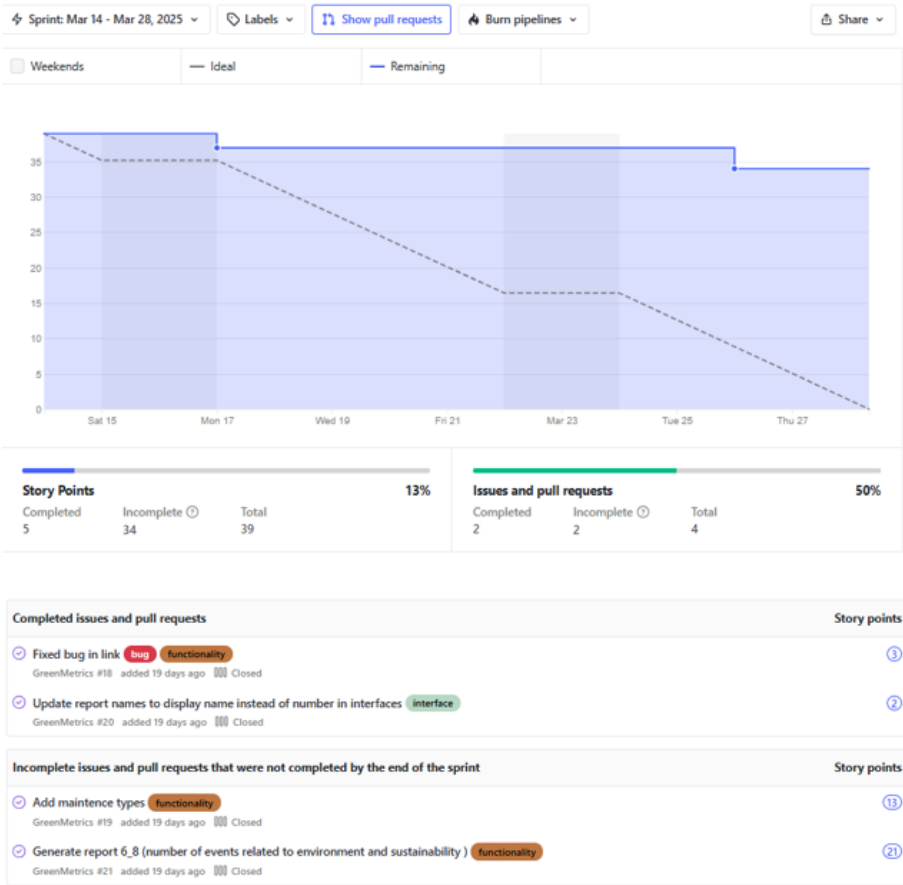 Sprint: Mar 14 - Mar 28, 2025 Labels Show pull requests Burn pipelines Share
Weekends Ideal Remaining
35
30
25
20
15
10
5
0
Sat 15 Mon 17 Wed 19 Fri 21 Mar 23 Tue 25 Thu 27
Story Points 13%
Completed Incomplete Total
5 34 39
Issues and pull requests 50%
Completed Incomplete Total
2 2 4
Completed issues and pull requests Story points
Fixed bug in link bug functionality 3
GreenMetrics #18 added 19 days ago Closed
Update report names to display name instead of number in interfaces interface 2
GreenMetrics #20 added 19 days ago Closed
Incomplete issues and pull requests that were not completed by the end of the sprint Story points
Add maintence types functionality 13
GreenMetrics #19 added 19 days ago Closed
Generate report 6_8 (number of events related to environment and sustainability ) functionality 21
GreenMetrics #21 added 19 days ago Closed